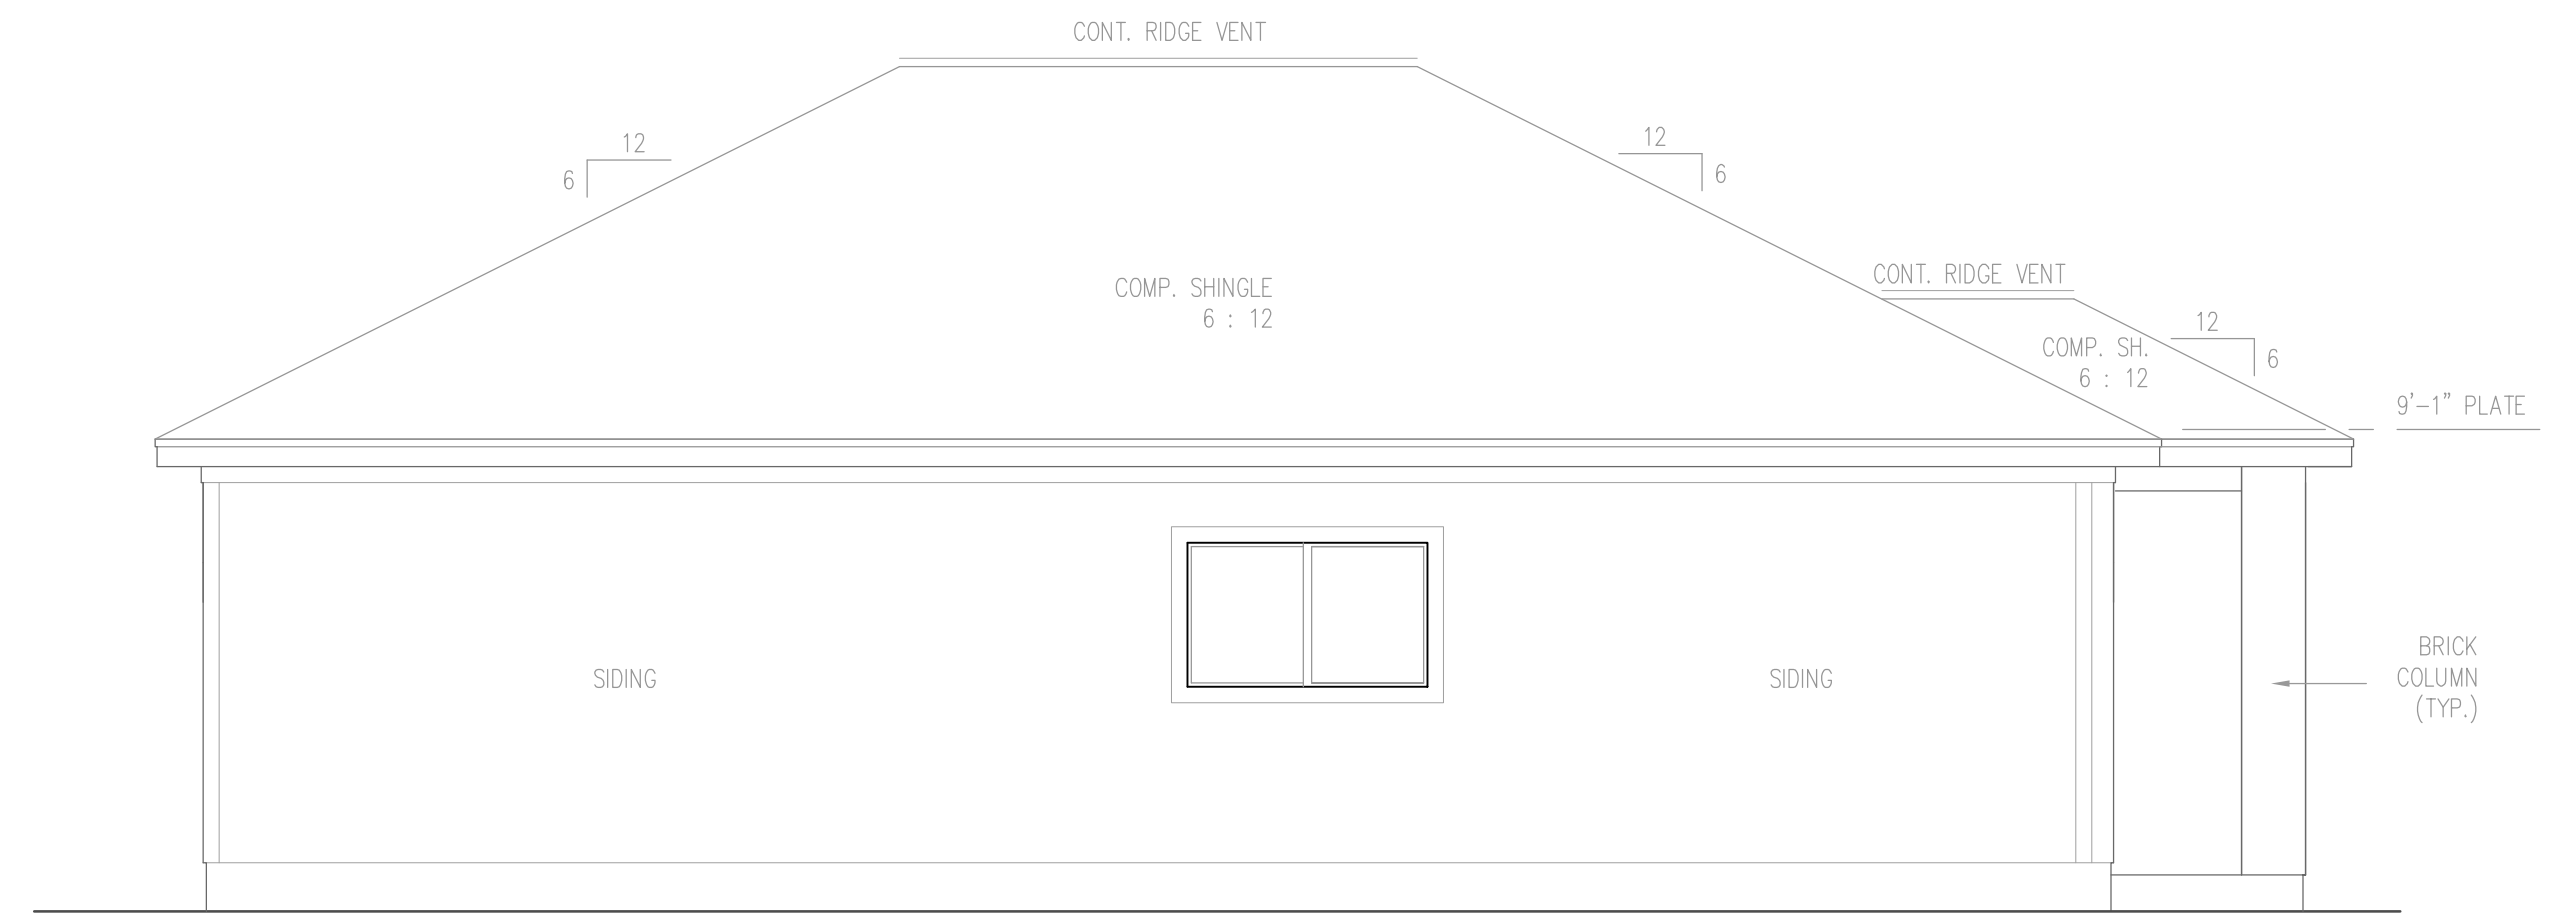 CONT. RIDGE VENT
12
6
12
6
CONT. RIDGE VENT
COMP. SHINGLE
6 : 12
12
6
COMP. SH.
6 : 12
9'-1" PLATE
SIDING
SIDING
BRICK
COLUMN
(TYP.)